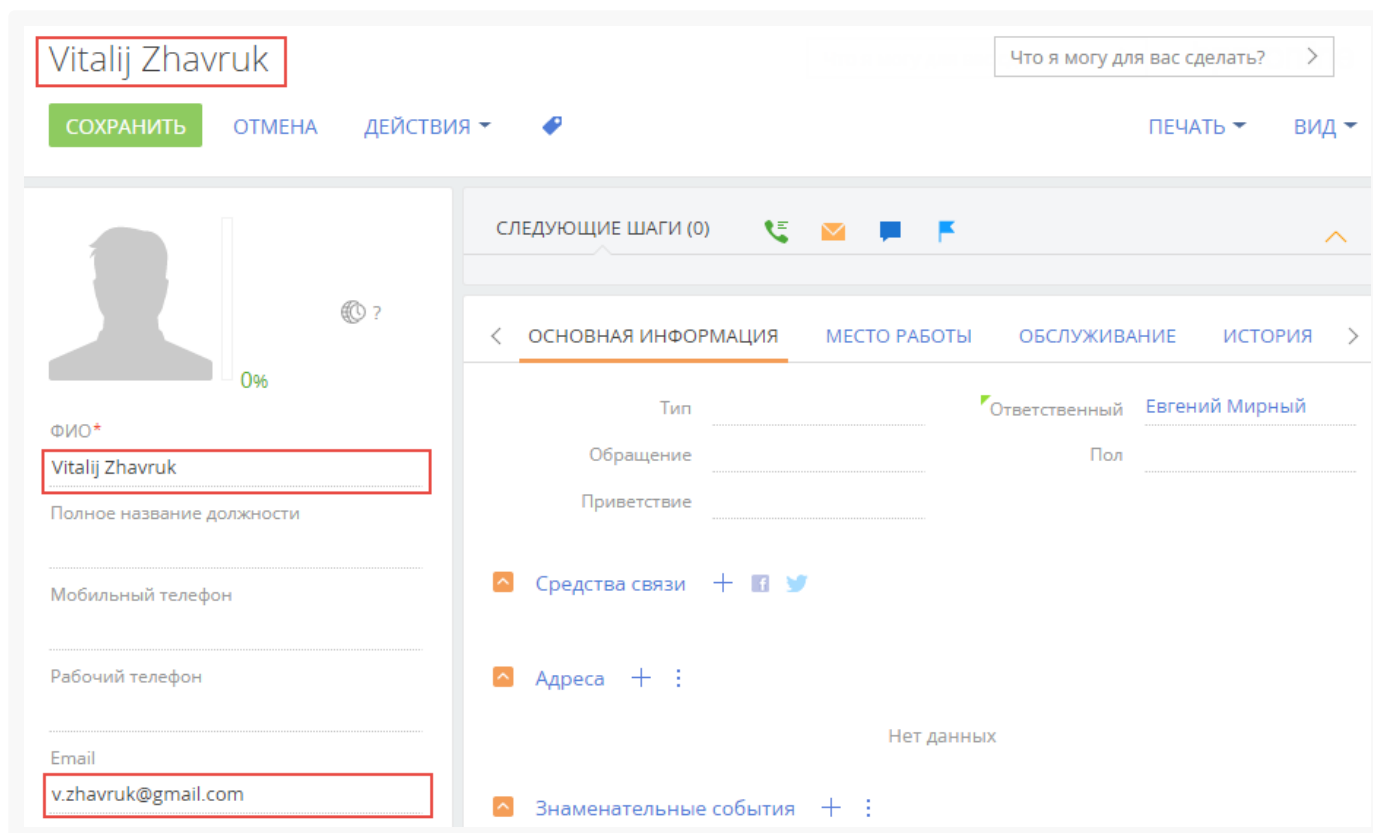 Vitalij Zhavruk
Что я могу для вас сделать?
СОХРАНИТЬ ОТМЕНА ДЕЙСТВИЯ ПЕЧАТЬ ВИД
СЛЕДУЮЩИЕ ШАГИ (0)
?
0%
ФИО*
Vitalij Zhavruk
Полное название должности
Мобильный телефон
Рабочий телефон
Email
v.zhavruk@gmail.com
ОСНОВНАЯ ИНФОРМАЦИЯ МЕСТО РАБОТЫ ОБСЛУЖИВАНИЕ ИСТОРИЯ
Тип Ответственный Евгений Мирный
Обращение Пол
Приветствие
Средства связи
Адреса
Нет данных
Знаменательные события